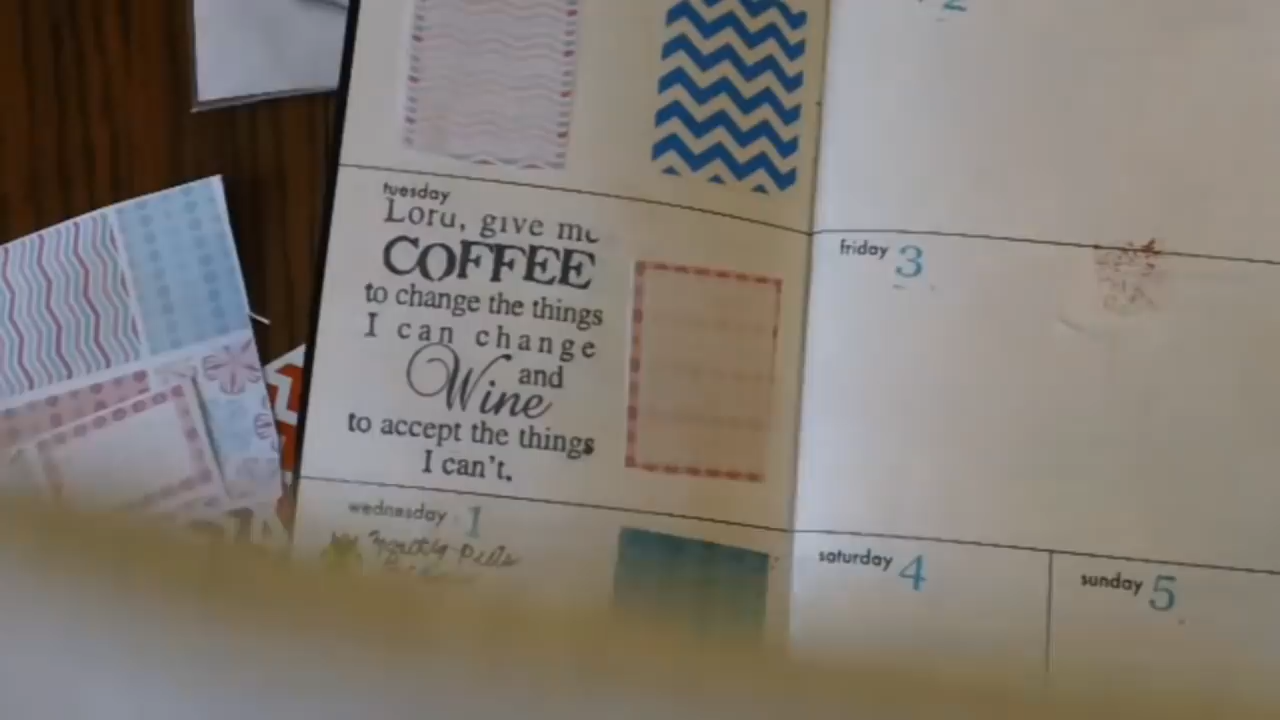 2
tuesday
Lord, give me
COFFEE
to change the things
I can change
and
Wine
to accept the things
I can't.
wednesday 1
friday 3
saturday 4
sunday 5